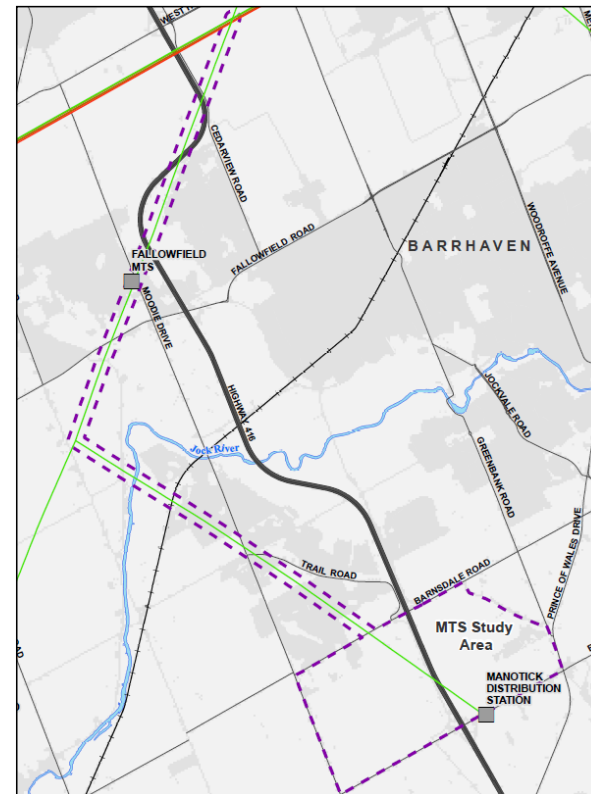 WEST
CEDARVIEW ROAD
FALLOWFIELD ROAD
BARRHAVEN
WOODROFFE AVENUE
FALLOWFIELD
MTS
MOODIE DRIVE
HIGHWAY 416
Jock River
JOCKVALE ROAD
GREENBANK ROAD
PRINCE OF WALES DRIVE
TRAIL ROAD
BARNSDALE ROAD
MTS Study
Area
MANOTICK
DISTRIBUTION
STATION